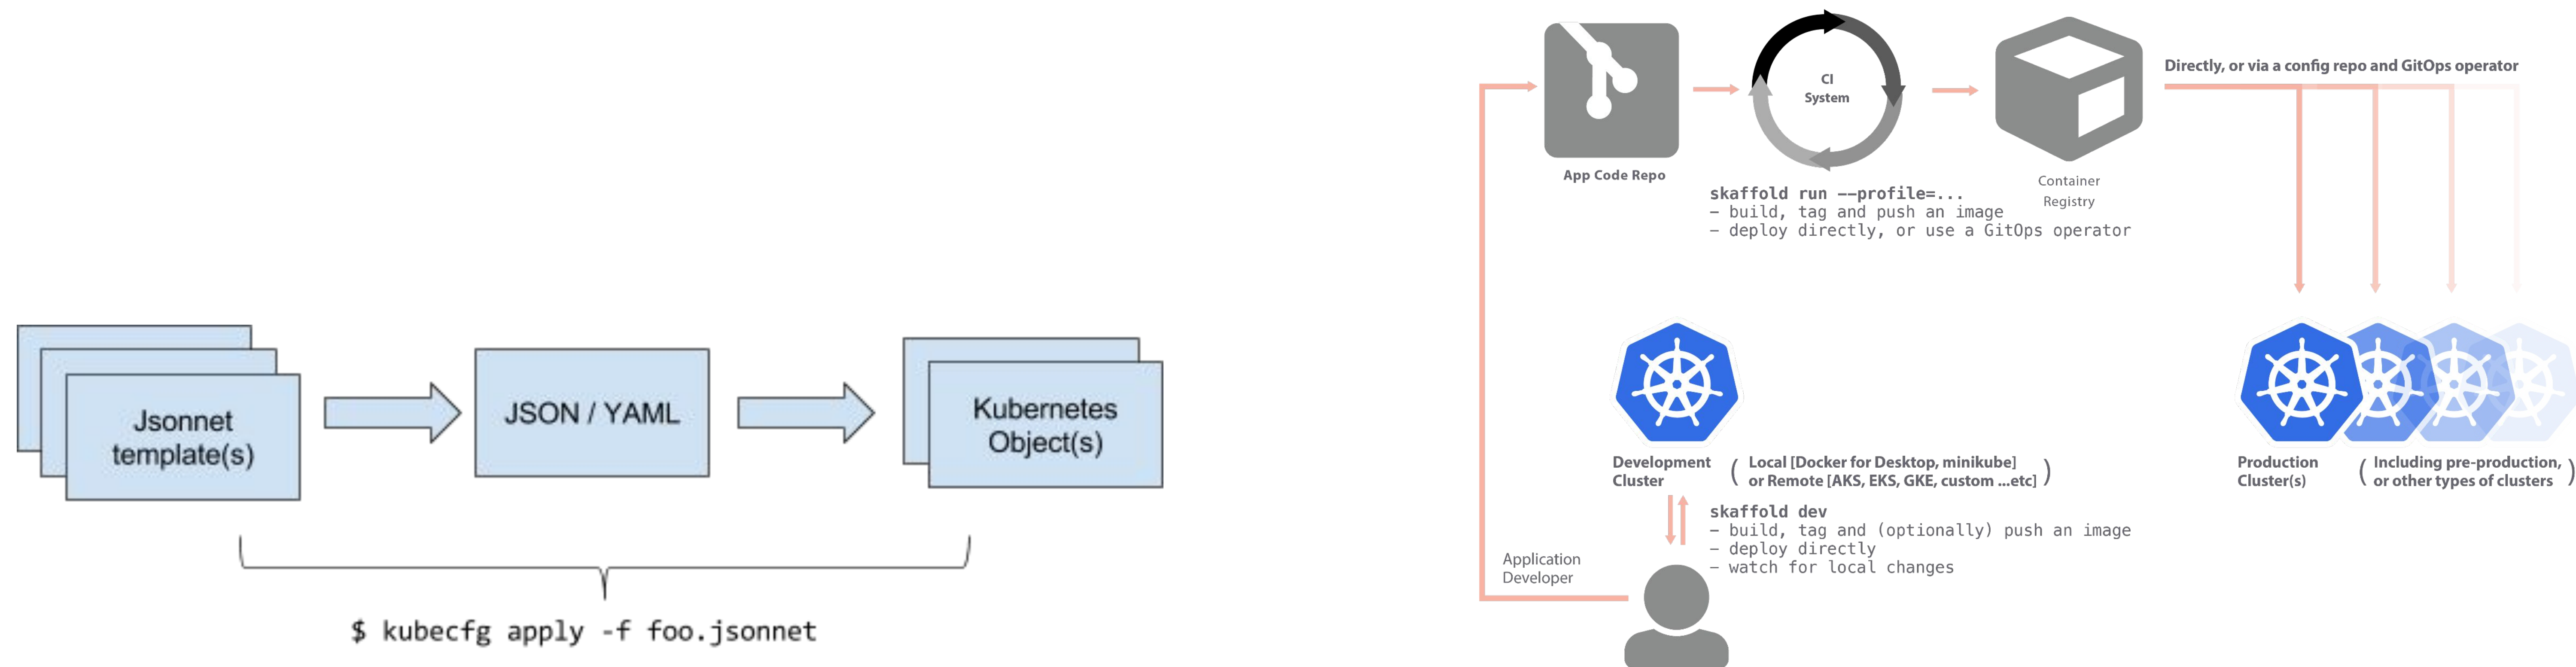 Jsonnet
template(s)
JSON / YAML
Kubernetes
Object(s)
$ kubecfg apply -f foo.jsonnet
App Code Repo
CI
System
Container
Registry
Directly, or via a config repo and GitOps operator
skaffold run --profile=...
- build, tag and push an image
- deploy directly, or use a GitOps operator
Development
Cluster
( Local [Docker for Desktop, minikube]
or Remote [AKS, EKS, GKE, custom ...etc] )
Production
Cluster(s)
( Including pre-production,
or other types of clusters )
skaffold dev
- build, tag and (optionally) push an image
- deploy directly
- watch for local changes
Application
Developer